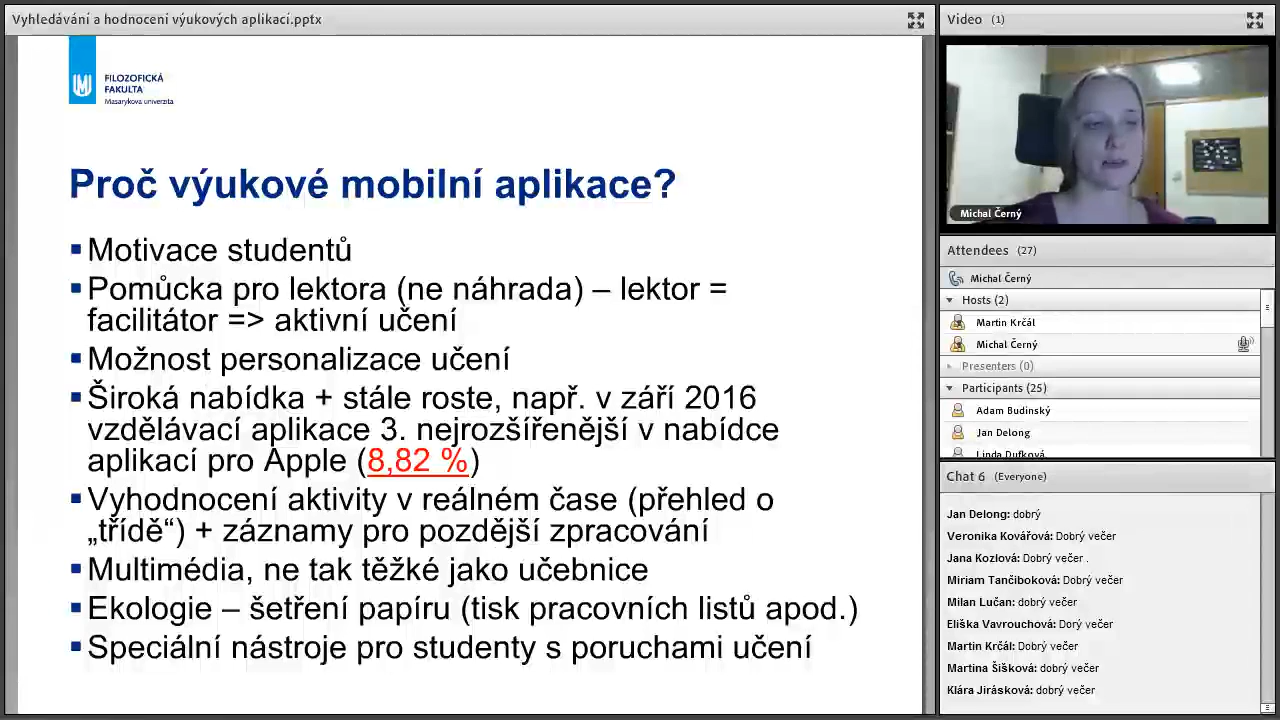 Vyhledávání a hodnocení výukových aplikací.pptx
FILOZOFICKÁ
FAKULTA
Masarykova univerzita
Proč výukové mobilní aplikace?
Motivace studentů
Pomůcka pro lektora (ne náhrada) – lektor =
facilitátor => aktivní učení
Možnost personalizace učení
Široká nabídka + stále roste, např. v září 2016
vzdělávací aplikace 3. nejrozšířenější v nabídce
aplikací pro Apple (8,82 %)
Vyhodnocení aktivity v reálném čase (přehled o
„třídě“) + záznamy pro pozdější zpracování
Multimédia, ne tak těžké jako učebnice
Ekologie – šetření papíru (tisk pracovních listů apod.)
Speciální nástroje pro studenty s poruchami učení
Video (1)
Michal Černý
Attendees (27)
Michal Černý
Hosts (2)
Martin Krčál
Michal Černý
Presenters (0)
Participants (25)
Adam Budinský
Jan Delong
Linda Dufková
Chat 6 (Everyone)
Jan Delong: dobrý
Veronika Kovářová: Dobrý večer
Jana Kozlová: Dobrý večer .
Miriam Tančiboková: Dobrý večer
Milan Lučan: dobrý večer
Eliška Vavrouchová: Dorý večer
Martin Krčál: Dobrý večer
Martina Šišková: dobrý večer
Klára Jirásková: dobrý večer